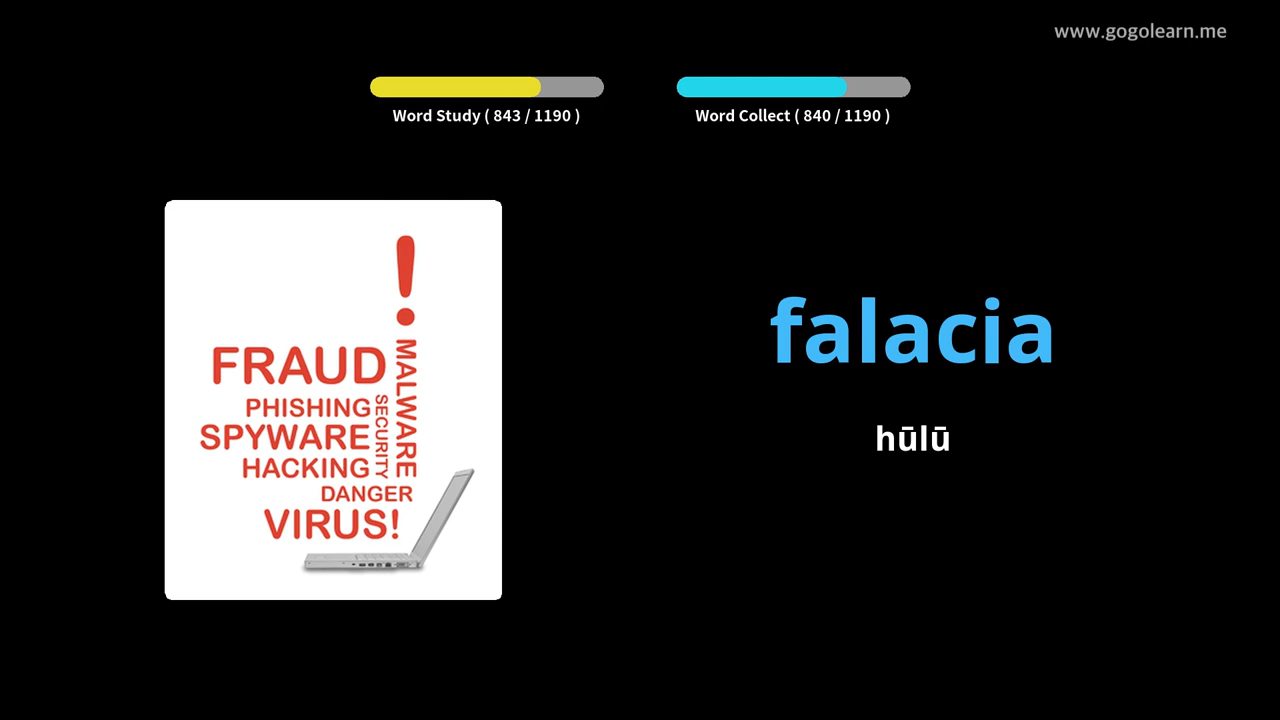 www.gogolearn.me
Word Study ( 843 / 1190 )
Word Collect ( 840 / 1190 )
!
FRAUD
MALWARE
PHISHING
SECURITY
SPYWARE
HACKING
DANGER
VIRUS!
falacia
hūlū